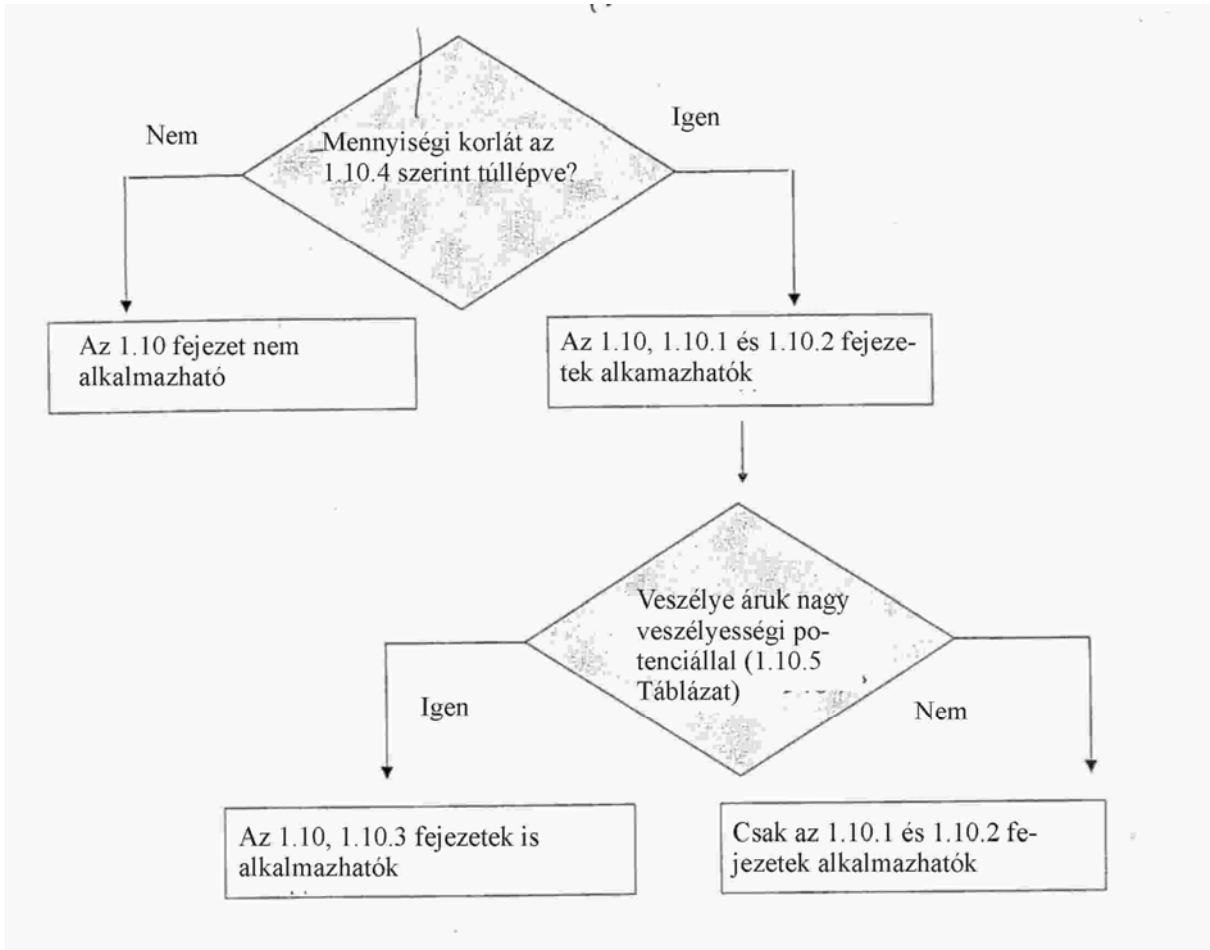 Nem
Igen
Mennyiségi korlát az
1.10.4 szerint túllépve?
Az 1.10 fejezet nem
alkalmazható
Az 1.10, 1.10.1 és 1.10.2 fejeze-
tek alkamazhatók
Veszélye áruk nagy
veszélyességi po-
tenciállal (1.10.5
Táblázat)
Igen
Nem
Az 1.10, 1.10.3 fejezetek is
alkalmazhatók
Csak az 1.10.1 és 1.10.2 fe-
jezetek alkalmazhatók